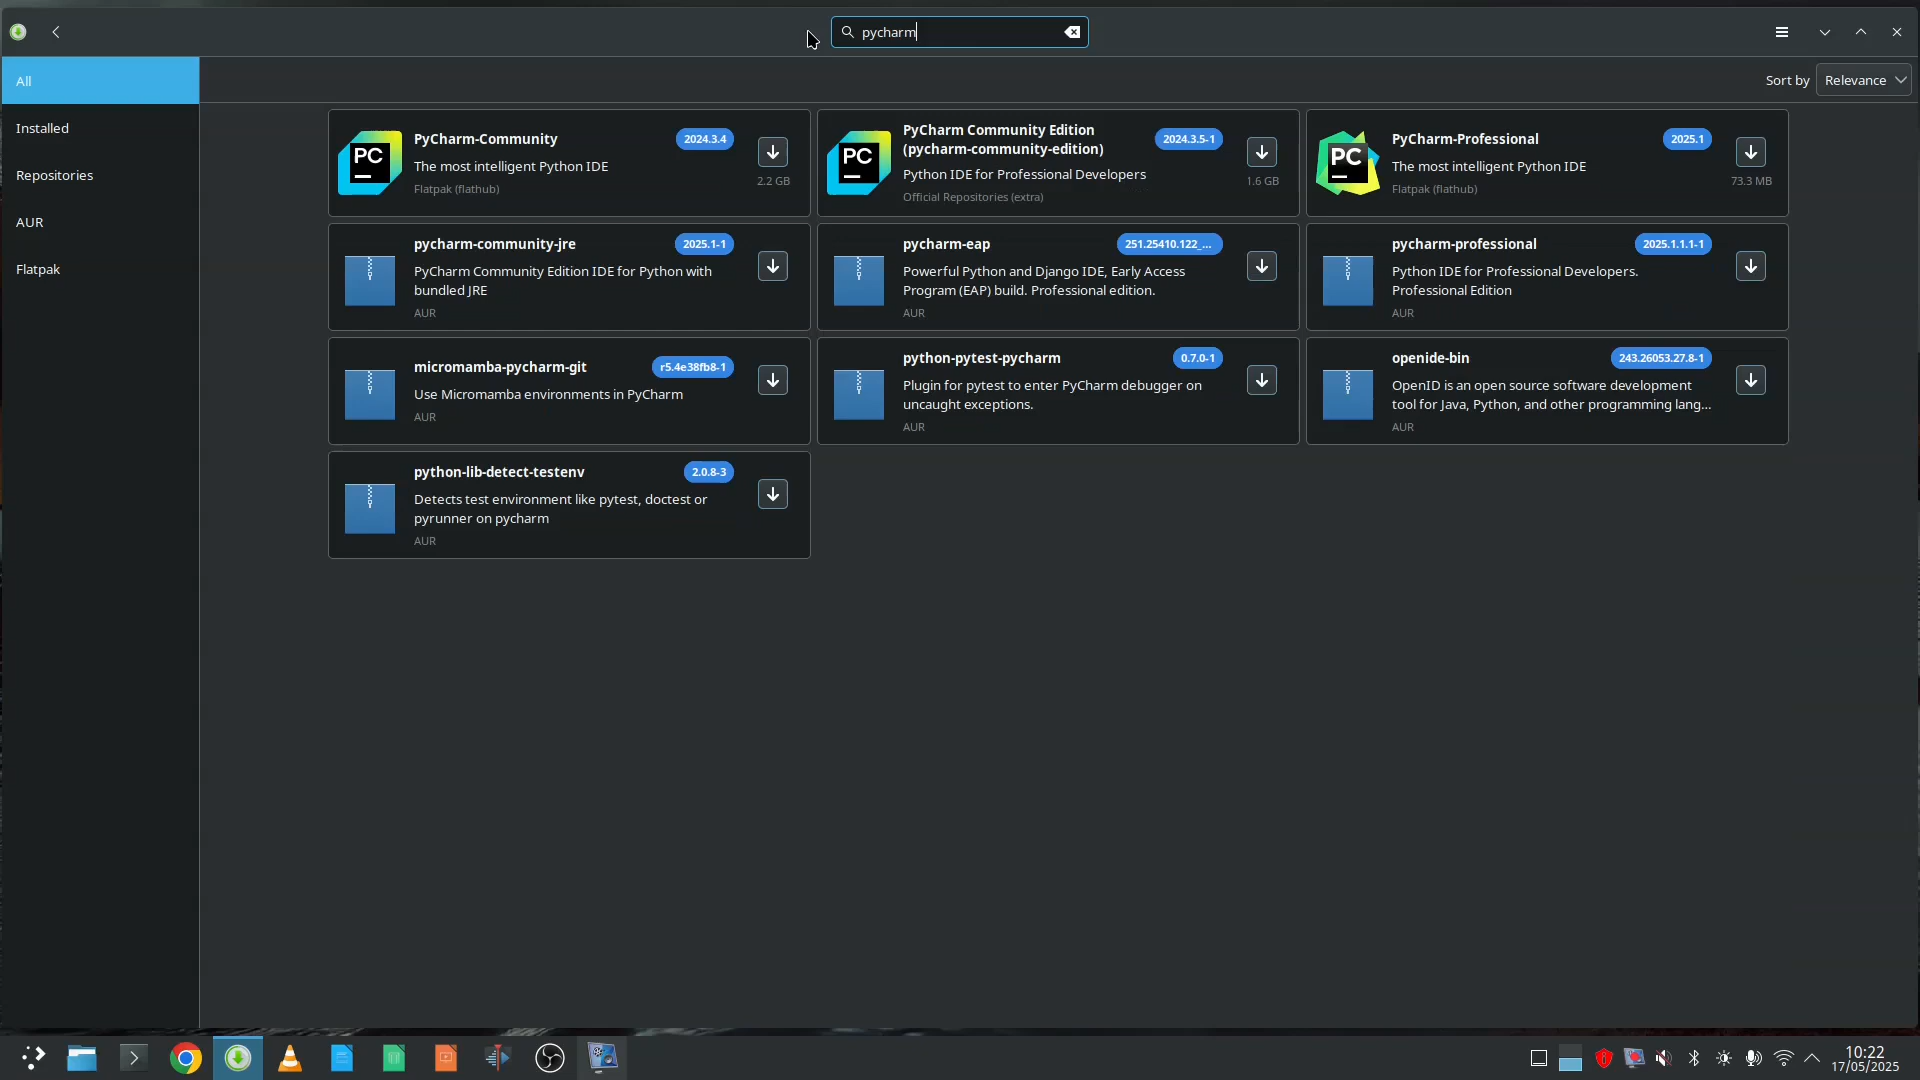 pycharm
All
Installed
Repositories
AUR
Flatpak
Sort by Relevance
PC
PyCharm-Community 2024.3.4
The most intelligent Python IDE
Flatpak (flathub)
2.2 GB
PC
PyCharm Community Edition
(pycharm-community-edition)
2024.3.5-1
Python IDE for Professional Developers
Official Repositories (extra)
1.6 GB
PC
PyCharm-Professional 2025.1
The most intelligent Python IDE
Flatpak (flathub)
73.3 MB
pycharm-community-jre 2025.1-1
PyCharm Community Edition IDE for Python with
bundled JRE
AUR
pycharm-eap 251.25410.122_...
Powerful Python and Django IDE, Early Access
Program (EAP) build. Professional edition.
AUR
pycharm-professional 2025.1.1.1-1
Python IDE for Professional Developers.
Professional Edition
AUR
micromamba-pycharm-git r5.4e38fb8-1
Use Micromamba environments in PyCharm
AUR
python-pytest-pycharm 0.7.0-1
Plugin for pytest to enter PyCharm debugger on
uncaught exceptions.
AUR
openide-bin 243.26053.27.8-1
OpenID is an open source software development
tool for Java, Python, and other programming lang...
AUR
python-lib-detect-testenv 2.0.8-3
Detects test environment like pytest, doctest or
pyrunner on pycharm
AUR
10:22
17/05/2025